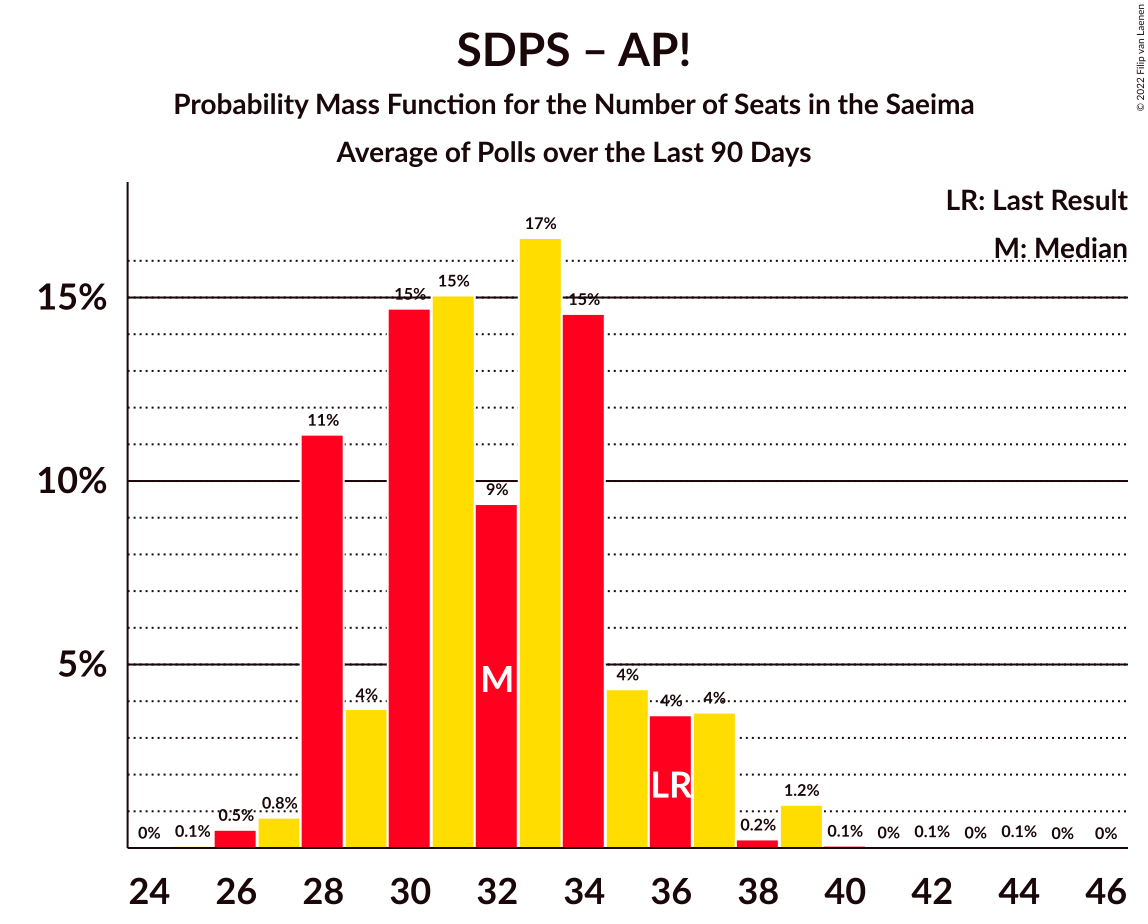 SDPS – AP!
Probability Mass Function for the Number of Seats in the Saeima
Average of Polls over the Last 90 Days
© 2022 Filip van Laenen
LR: Last Result
M: Median
15%
10%
5%
0%
0.1%
0.5%
0.8%
11%
4%
15%
15%
9%
17%
15%
4%
4%
4%
0.2%
1.2%
0.1%
0%
0.1%
0%
0.1%
0%
0%
M
LR
24 26 28 30 32 34 36 38 40 42 44 46